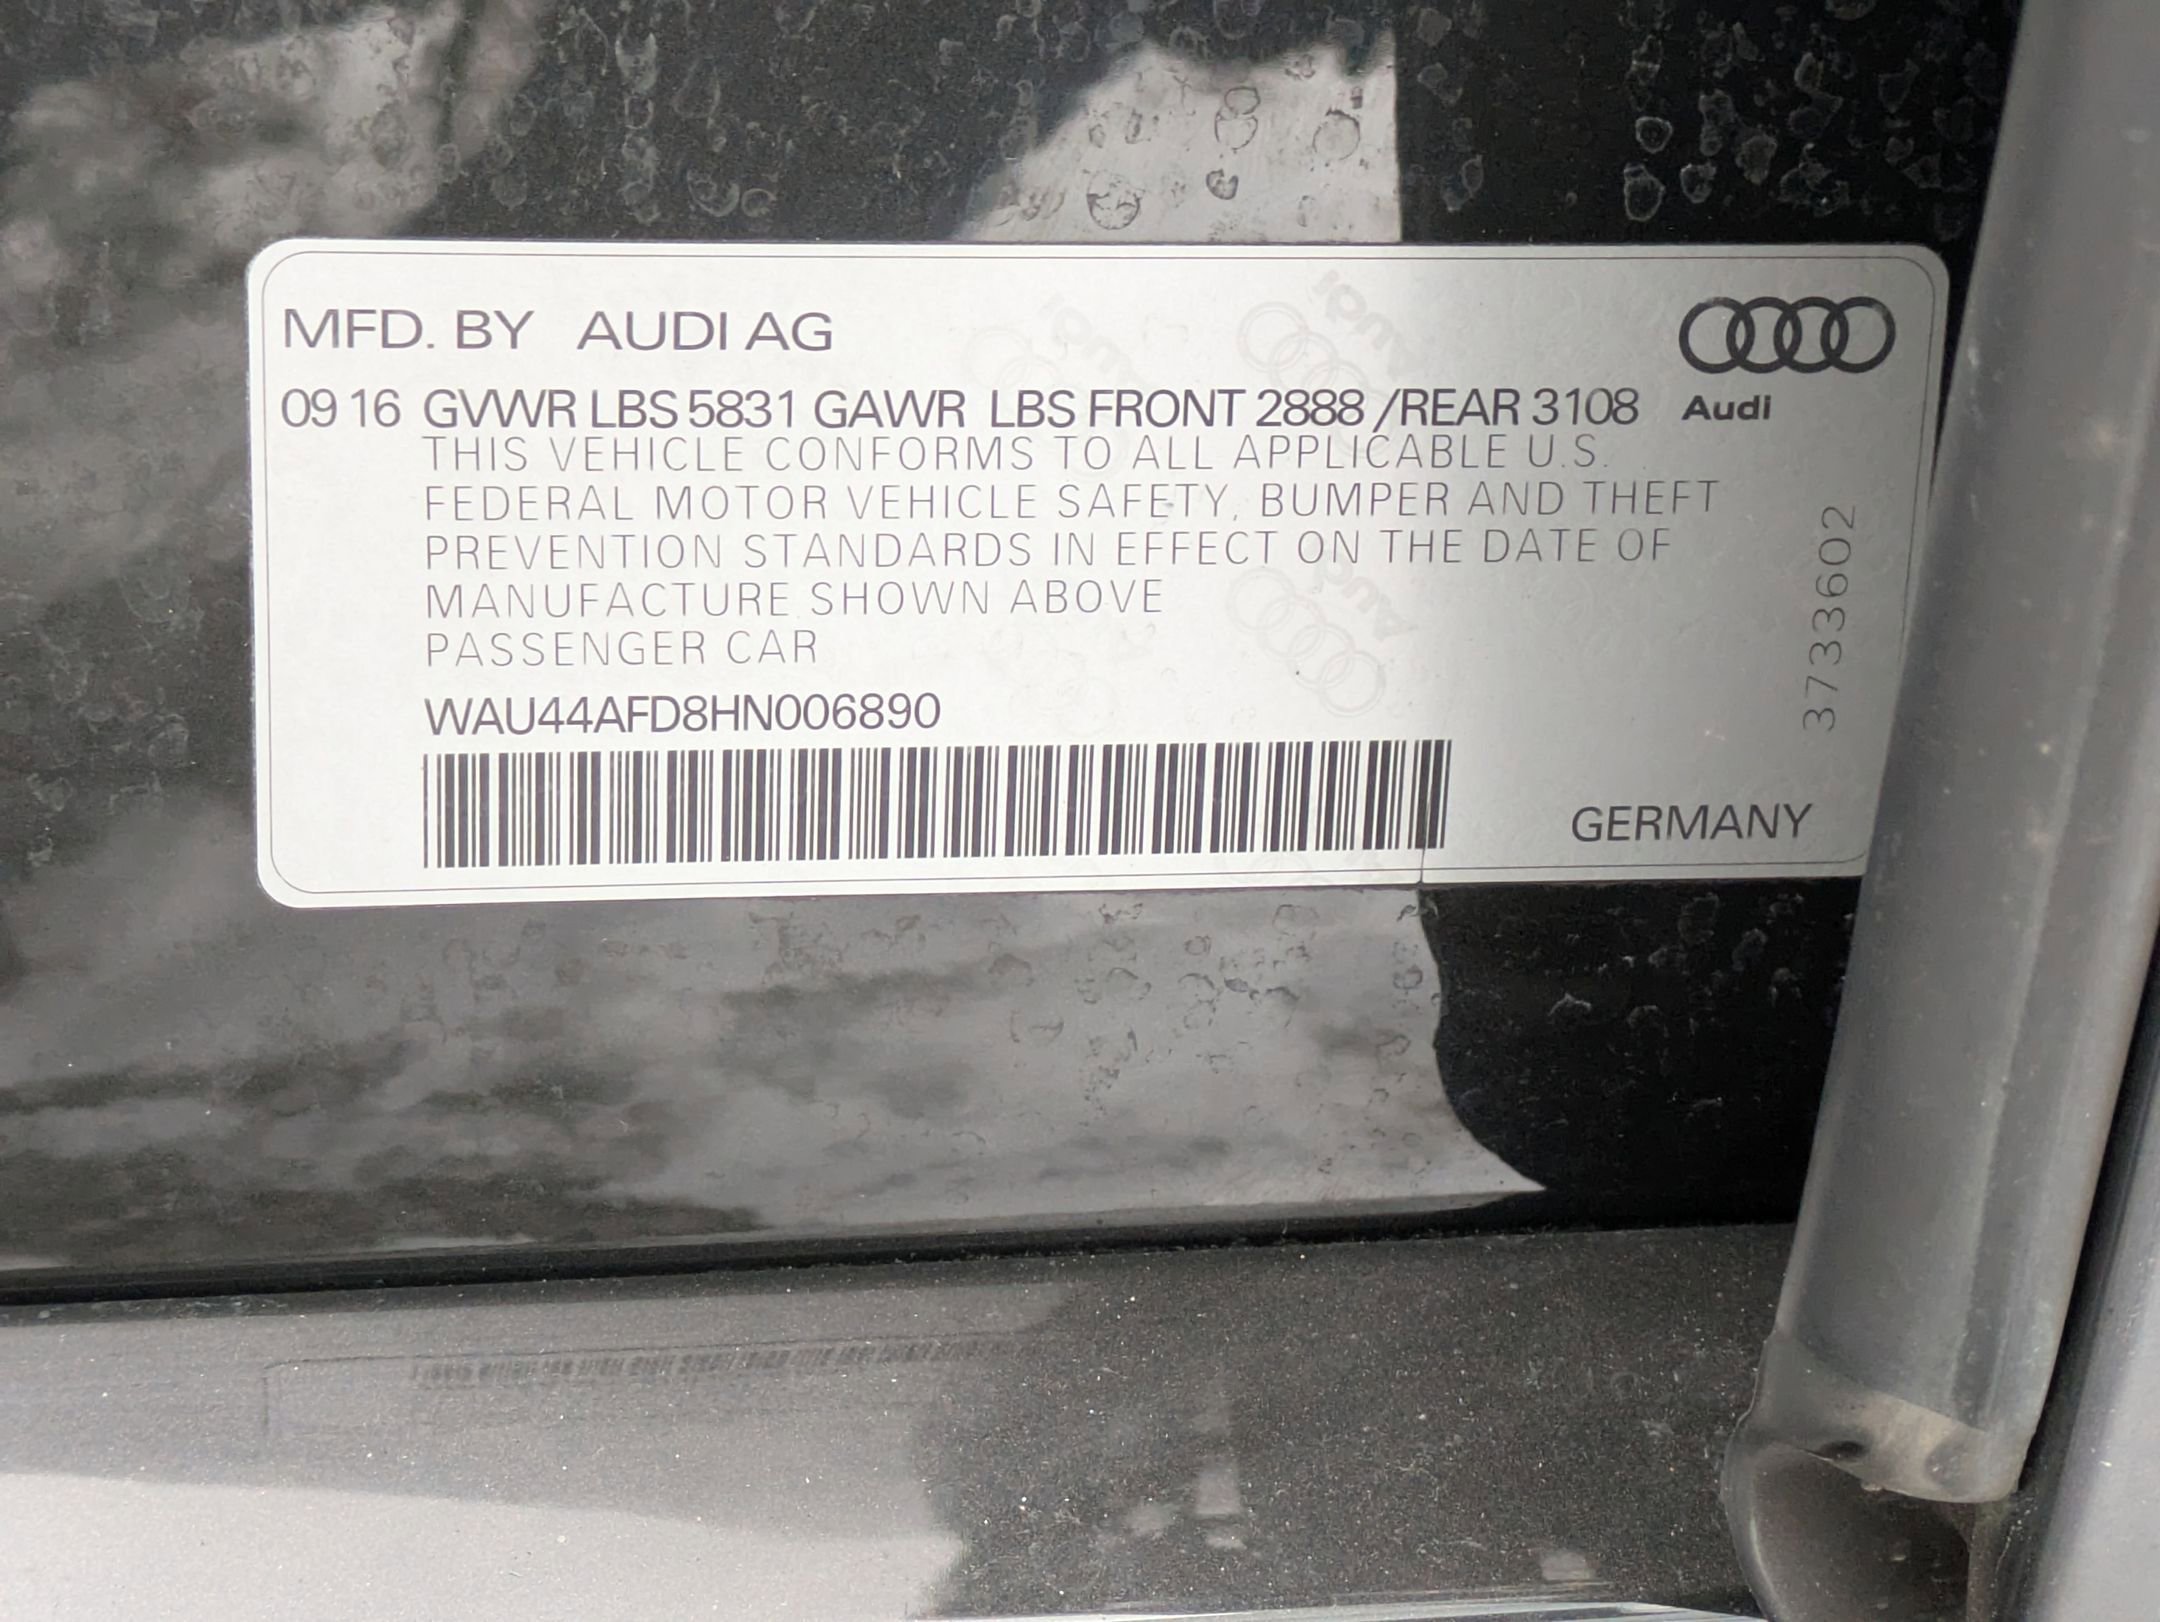 MFD. BY AUDI AG
09 16 GVWR LBS 5831 GAWR LBS FRONT 2888 /REAR 3108
Audi
THIS VEHICLE CONFORMS TO ALL APPLICABLE U.S.
FEDERAL MOTOR VEHICLE SAFETY, BUMPER AND THEFT
PREVENTION STANDARDS IN EFFECT ON THE DATE OF
MANUFACTURE SHOWN ABOVE
PASSENGER CAR
WAU44AFD8HN006890
3733602
GERMANY